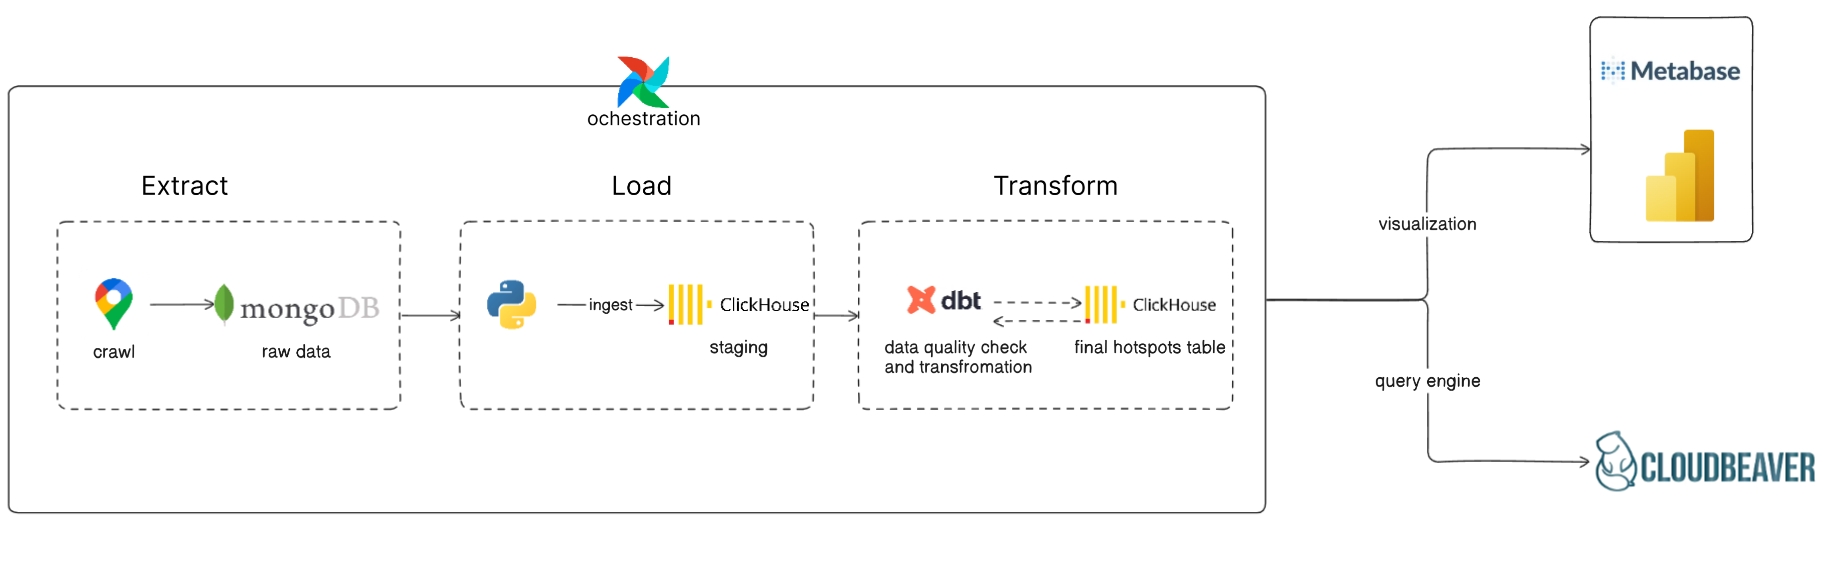 ochestration
Extract
Load
Transform
crawl
mongoDB
raw data
ingest
ClickHouse
staging
dbt
data quality check
and transfromation
ClickHouse
final hotspots table
visualization
query engine
Metabase
CLOUDBEAVER